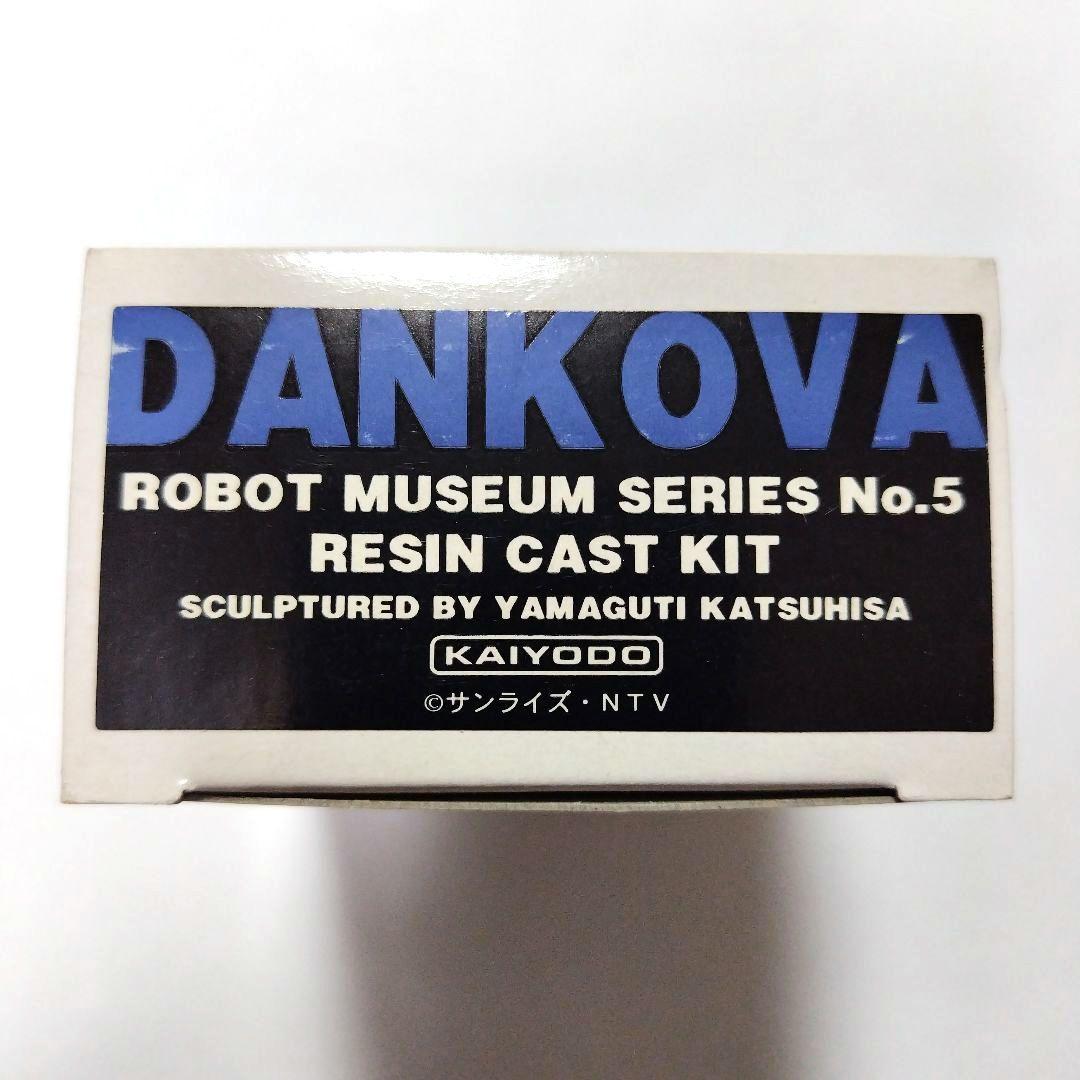 DANKOVA
ROBOT MUSEUM SERIES No.5
RESIN CAST KIT
SCULPTURED BY YAMAGUTI KATSUHISA
KAIYODO
©サンライズ・NTV